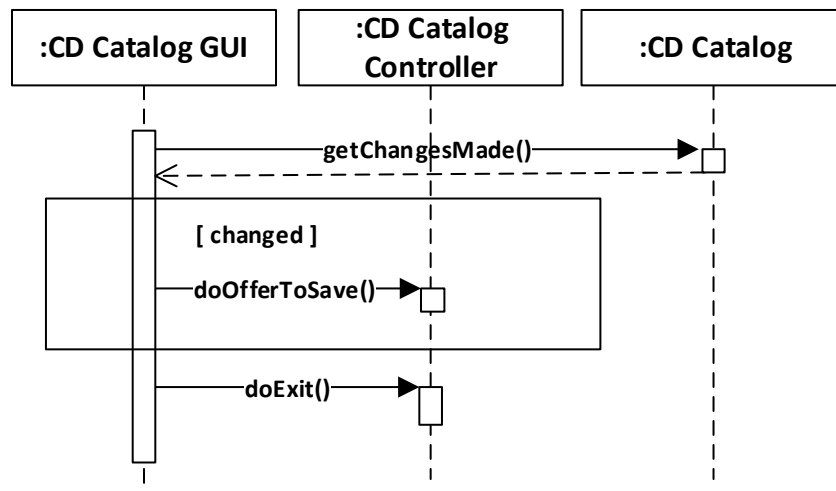 :CD Catalog GUI
:CD Catalog
Controller
:CD Catalog
getChangesMade()
[ changed ]
doOfferToSave()
doExit()